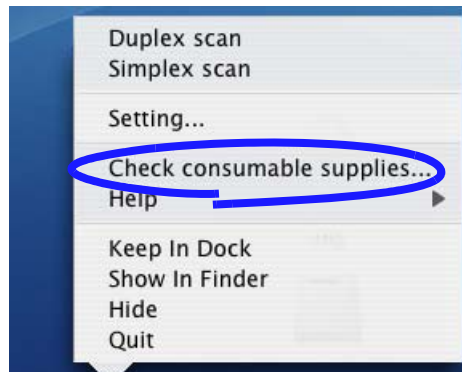 Duplex scan
Simplex scan
Setting...
Check consumable supplies...
Help
Keep In Dock
Show In Finder
Hide
Quit